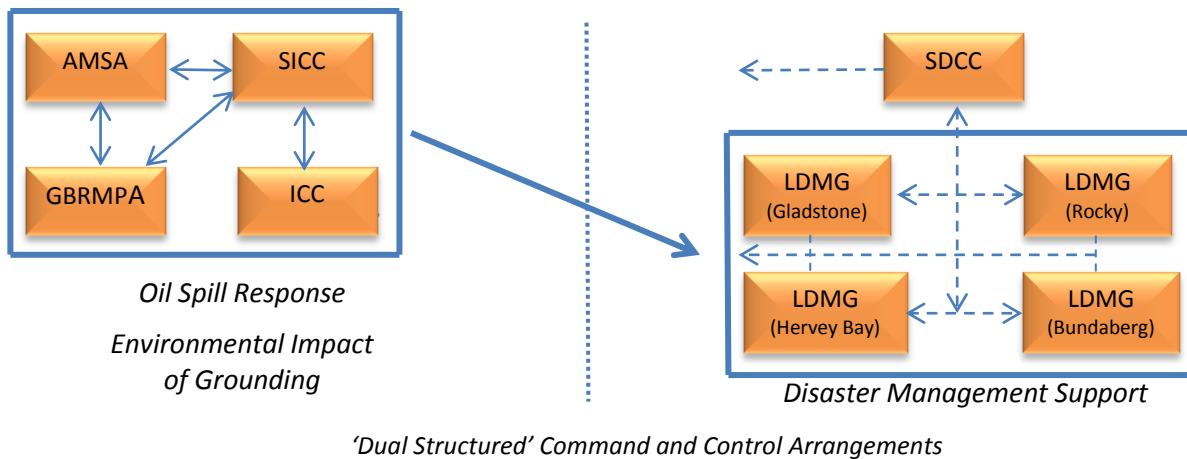 AMSA
SICC
GBRMPA
ICC
Oil Spill Response
Environmental Impact
of Grounding
SDCC
LDMG
(Gladstone)
LDMG
(Rocky)
LDMG
(Hervey Bay)
LDMG
(Bundaberg)
Disaster Management Support
‘Dual Structured’ Command and Control Arrangements